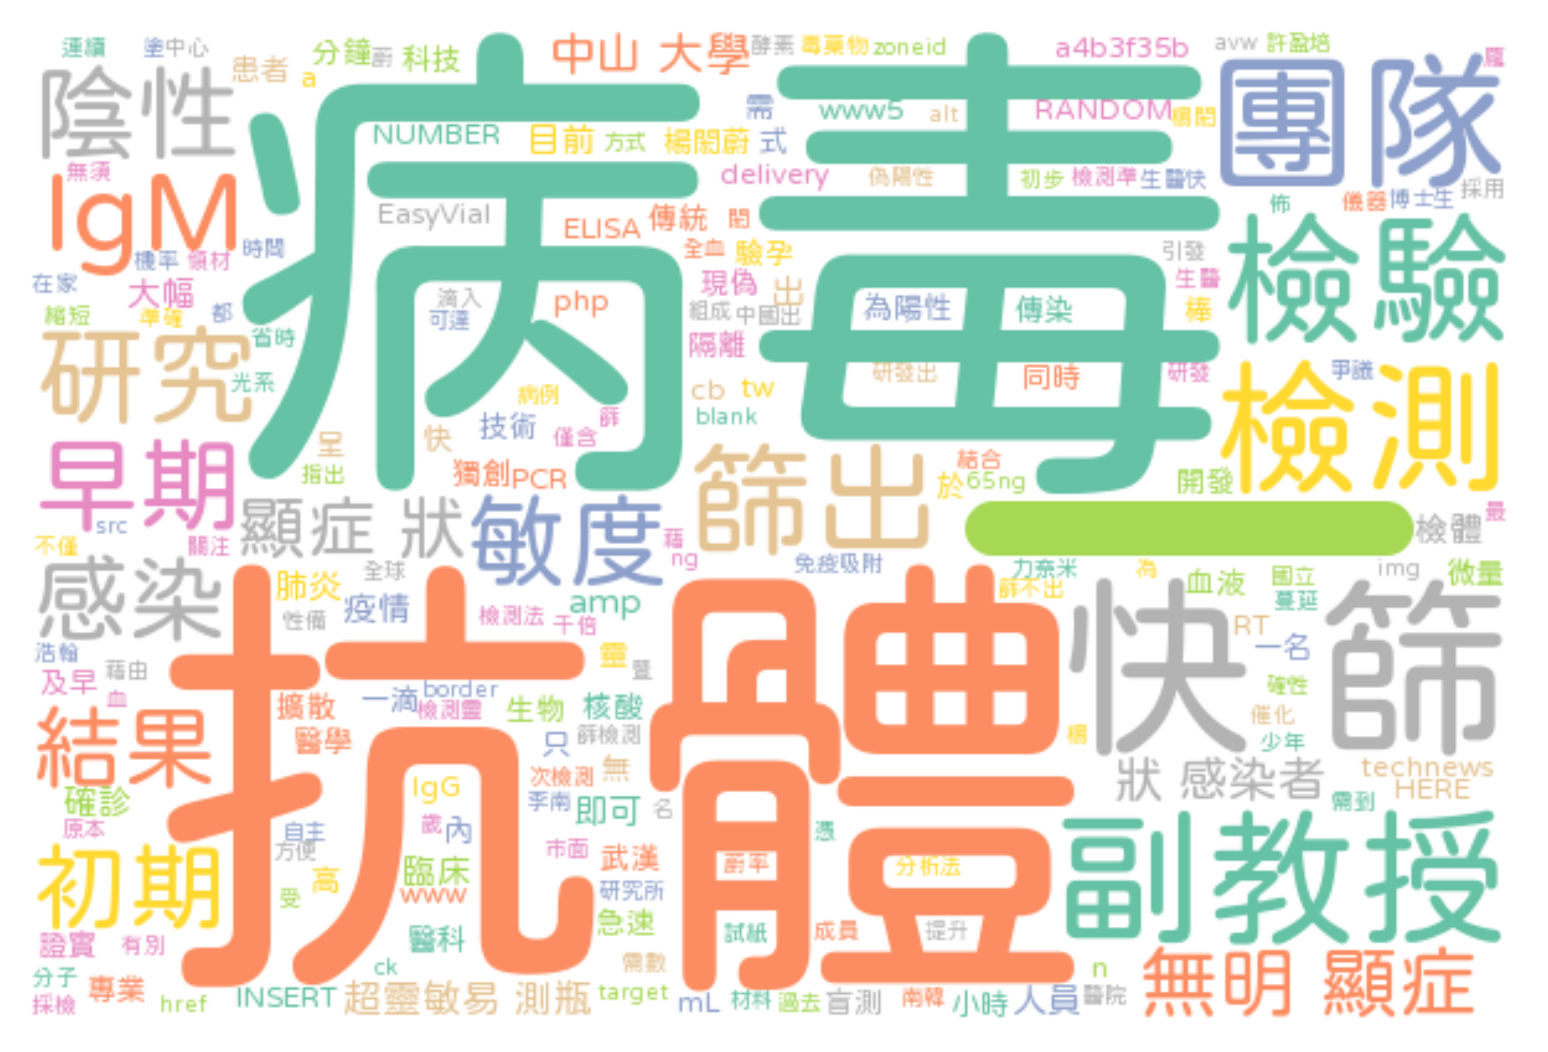 連續 塗 中心 分鐘 蔚 科技 中山 大學 酵素 毒藥物 zoneid a4b3f35b avw 許盈培 龐
陰性 患者 a 病毒 團隊
需 www5 alt RANDOM 楊閎
NUMBER 目前 方式 楊閎蔚 式
無須 delivery 偽陽性 初步 檢測準 生醫快
IgM EasyVial ELISA 傳統 閎 佈 儀器 博士生 採用
機率 領材 時間 全血 驗孕 引發 檢驗
在家 大幅 滴入 php 現偽 出 為陽性 傳染 生醫
縮短 準確 都 可達 組成 中國出 棒
研究 省時 隔離 研發出 同時 研發 爭議
光系 病例 cb tw 檢測
早期 呈 快 技術 篩 僅含 blank
指出 獨創 PCR 篩出 於 結合 65ng 開發
src 顯症 狀 敏度 檢體 最
不僅 關注 藉 ng 免疫吸附
感染 肺炎 全球 力奈米 為 血液 國立 img 微量
性備 疫情 檢測法 amp 千倍 篩不出 快篩 蔓延
浩瀚 藉由 靈 暨 RT 一名
及早 血 抗體 一滴 border 確性
結果 擴散 檢測靈 生物 核酸 催化
醫學 只 篩檢測 楊 少年
確診 IgG 次檢測 無 狀 感染者 technews
李南 即可 名 需到 HERE
原本 自主 歲 內 憑 副教授
初期 方便 市面 武漢 蔚率 分析法
高 臨床 研究所
受 www 急速 試紙 成員 提升
證實 有別 醫科
分子 專業 ck 需數 n 無明 顯症
採檢 href INSERT 超靈敏易 測瓶 target mL 材料 過去 盲測 南韓 小時 人員 醫院